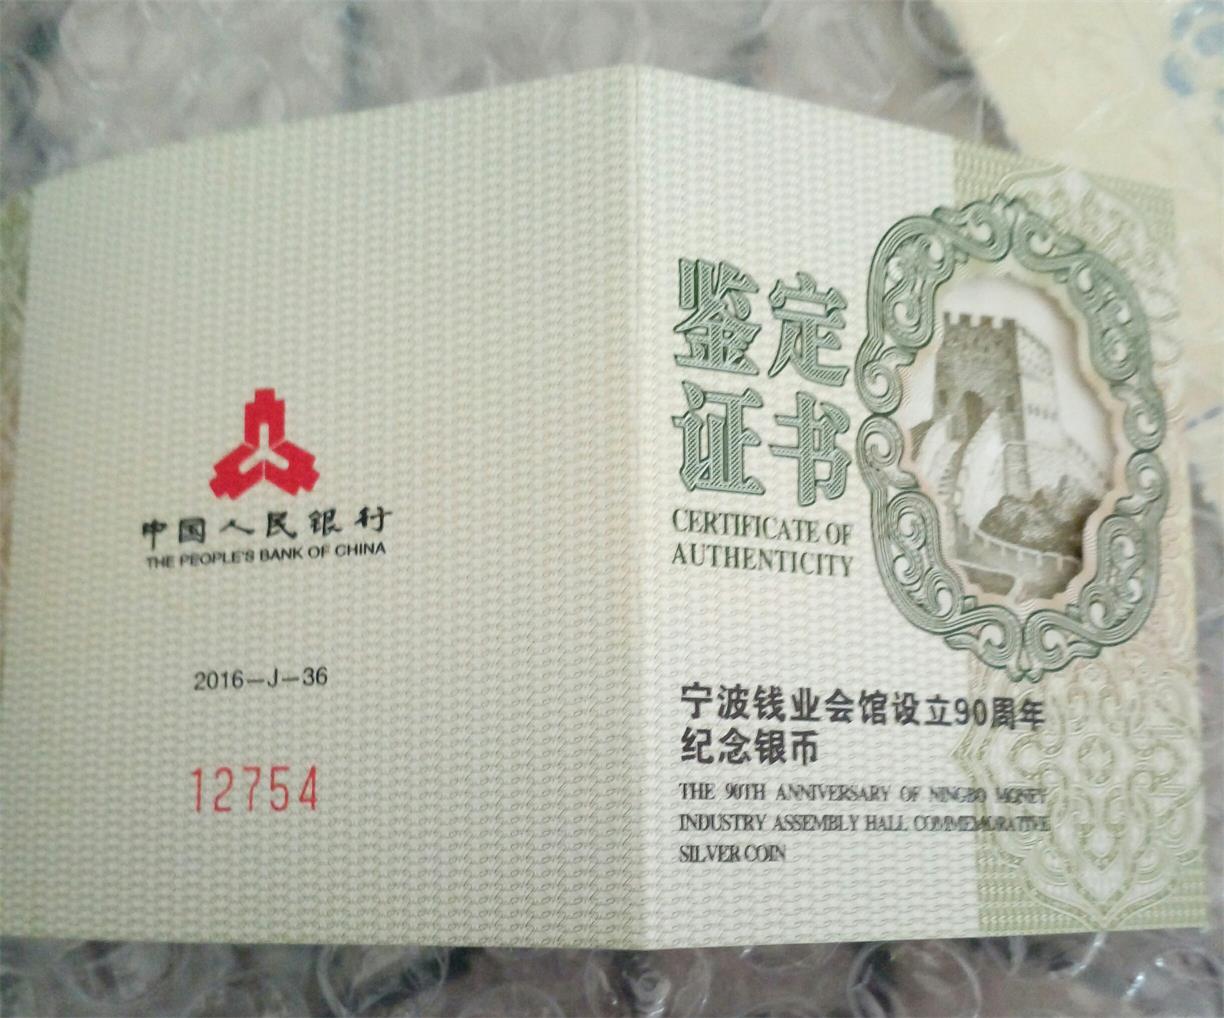 中国人民银行
THE PEOPLE'S BANK OF CHINA
2016-J-36
12754
鉴定
证书
CERTIFICATE OF
AUTHENTICITY
宁波钱业会馆设立90周年
纪念银币
THE 90TH ANNIVERSARY OF NINGBO MONEY
INDUSTRY ASSEMBLY HALL COMMEMORATIVE
SILVER COIN